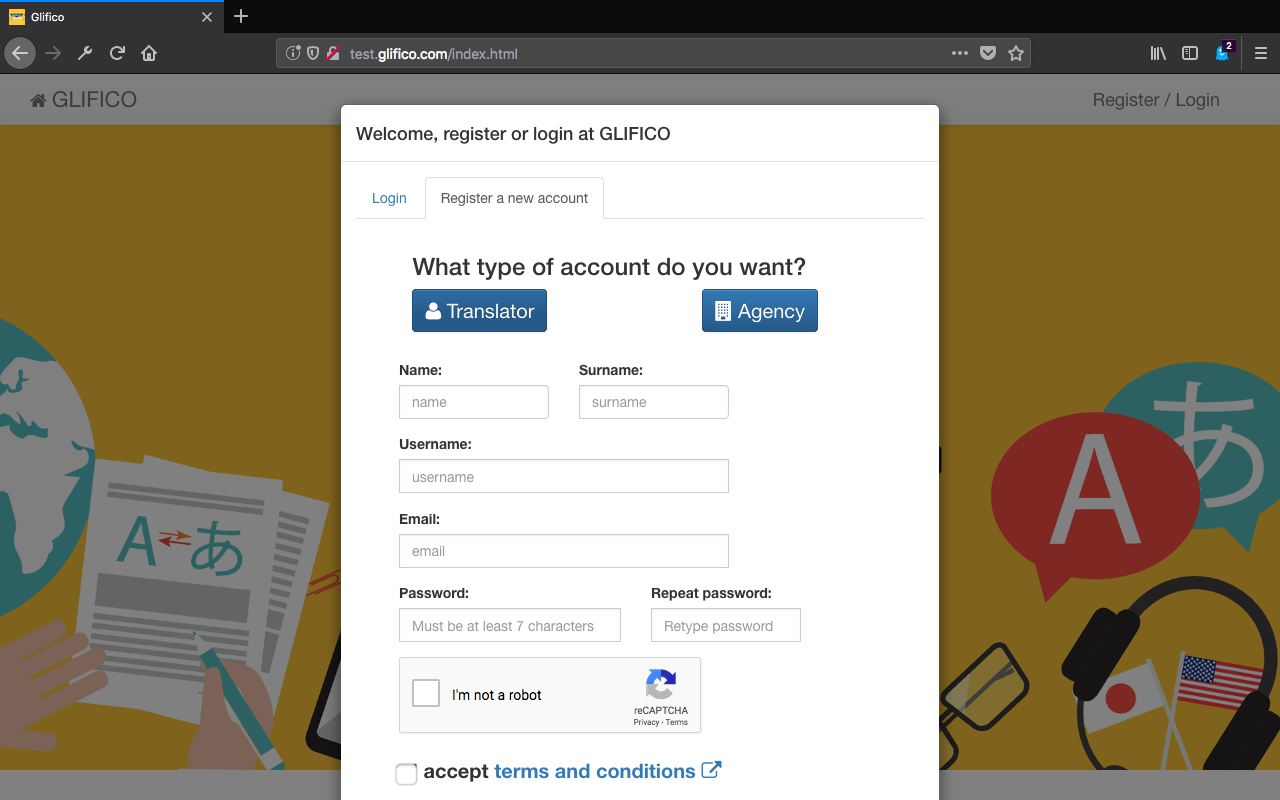 Glifico
2
test.glifico.com/index.html
GLIFICO
Register / Login
Welcome, register or login at GLIFICO
Login
Register a new account
What type of account do you want?
Translator
Agency
Name:
Surname:
name
surname
Username:
username
Email:
email
Password:
Repeat password:
Must be at least 7 characters
Retype password
I'm not a robot
reCAPTCHA
Privacy - Terms
accept terms and conditions
A
あ
A
あ